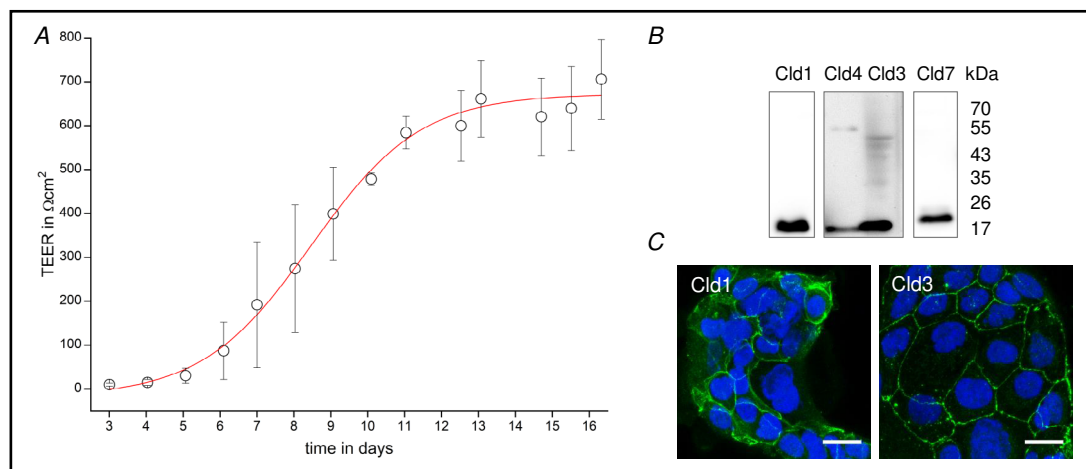 A
800
700
600
500
400
300
200
100
0
TEER in Ωcm²
3 4 5 6 7 8 9 10 11 12 13 14 15 16
time in days
B
Cld1 Cld4 Cld3 Cld7 kDa
70
55
43
35
26
17
C
Cld1
Cld3